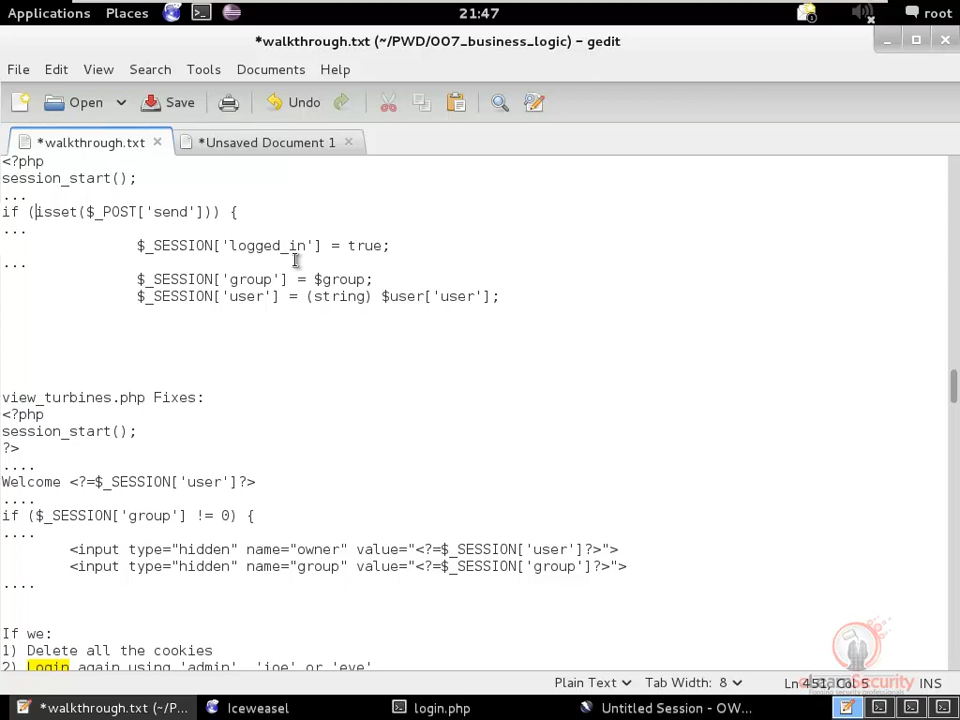 Applications Places 21:47 root
*walkthrough.txt (~/PWD/007_business_logic) – gedit
File Edit View Search Tools Documents Help
Open Save Undo
*walkthrough.txt *Unsaved Document 1
<?php
session_start();
...
if (isset($_POST['send'])) {
...
$_SESSION['logged_in'] = true;
...
$_SESSION['group'] = $group;
$_SESSION['user'] = (string) $user['user'];
view_turbines.php Fixes:
<?php
session_start();
?>
....
Welcome <?=$_SESSION['user']?>
....
if ($_SESSION['group'] != 0) {
....
<input type="hidden" name="owner" value="<?=$_SESSION['user']?>">
<input type="hidden" name="group" value="<?=$_SESSION['group']?>">
....
If we:
1) Delete all the cookies
2) Login again using 'admin', 'joe' or 'eve'
eLearnSecurity
Forging security professionals
Plain Text Tab Width: 8 Ln 451, Col 5 INS
*walkthrough.txt (~/P... Iceweasel login.php Untitled Session - OW...